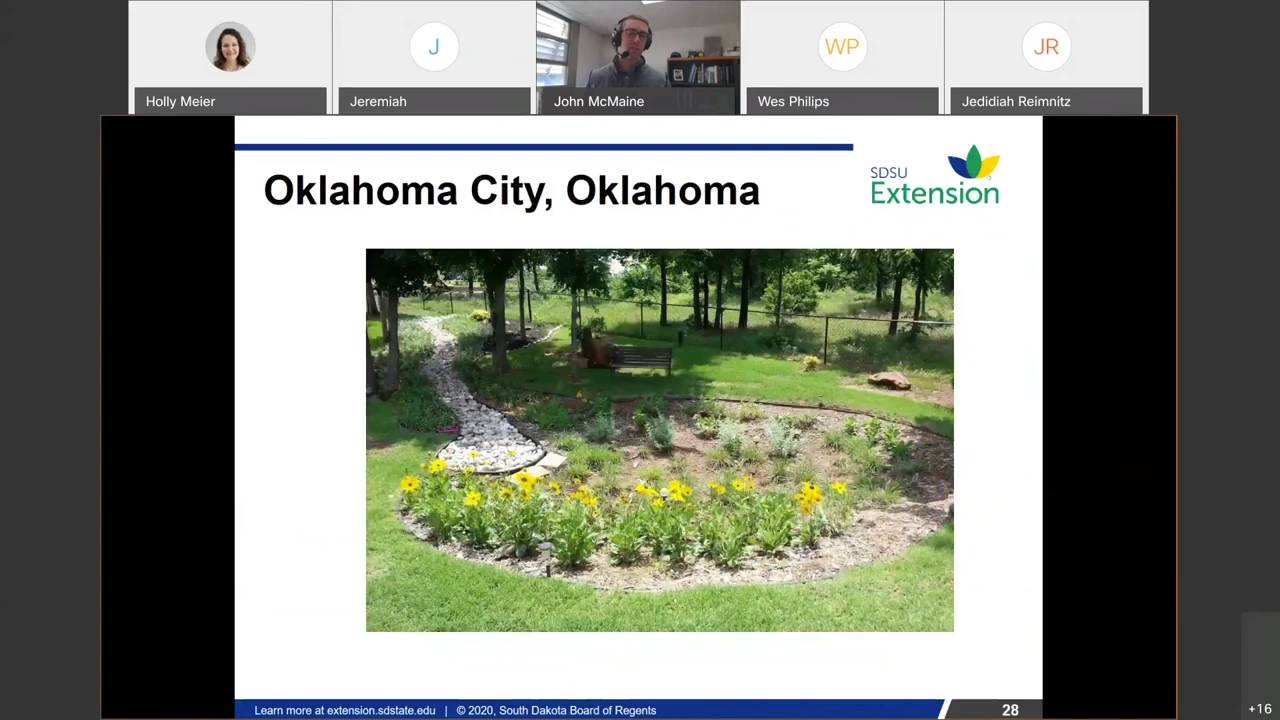 J
WP
JR
Holly Meier
Jeremiah
John McMaine
Wes Philips
Jedidiah Reimnitz
Oklahoma City, Oklahoma
SDSU
Extension
Learn more at extension.sdstate.edu | © 2020, South Dakota Board of Regents
28
+16